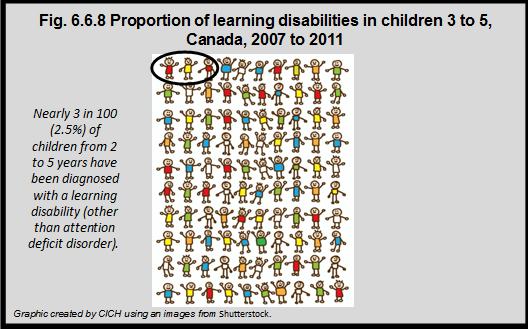 Fig. 6.6.8 Proportion of learning disabilities in children 3 to 5,
Canada, 2007 to 2011
Nearly 3 in 100
(2.5%) of
children from 2
to 5 years have
been diagnosed
with a learning
disability (other
than attention
deficit disorder).
Graphic created by CICH using an images from Shutterstock.